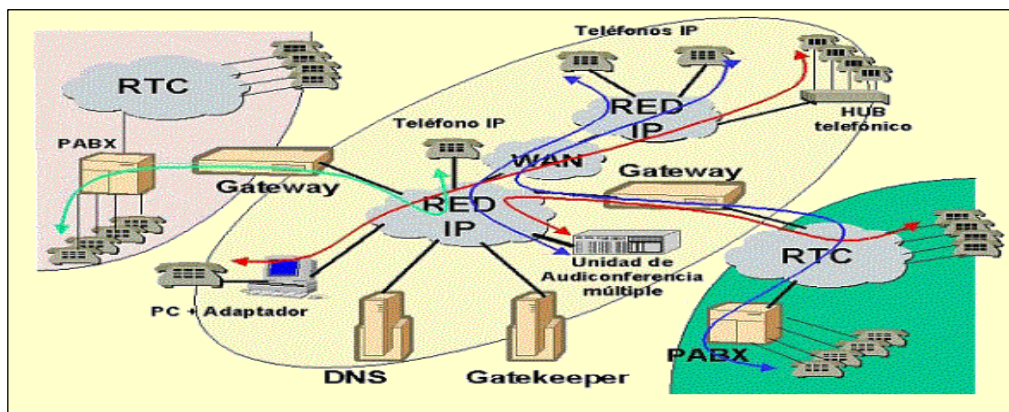 Teléfonos IP
RTC
RED
IP
HUB
telefónico
PABX
Teléfono IP
WAN
Gateway
Gateway
RED
IP
RTC
Unidad de
Audiconferencia
múltiple
PC + Adaptador
PABX
DNS
Gatekeeper